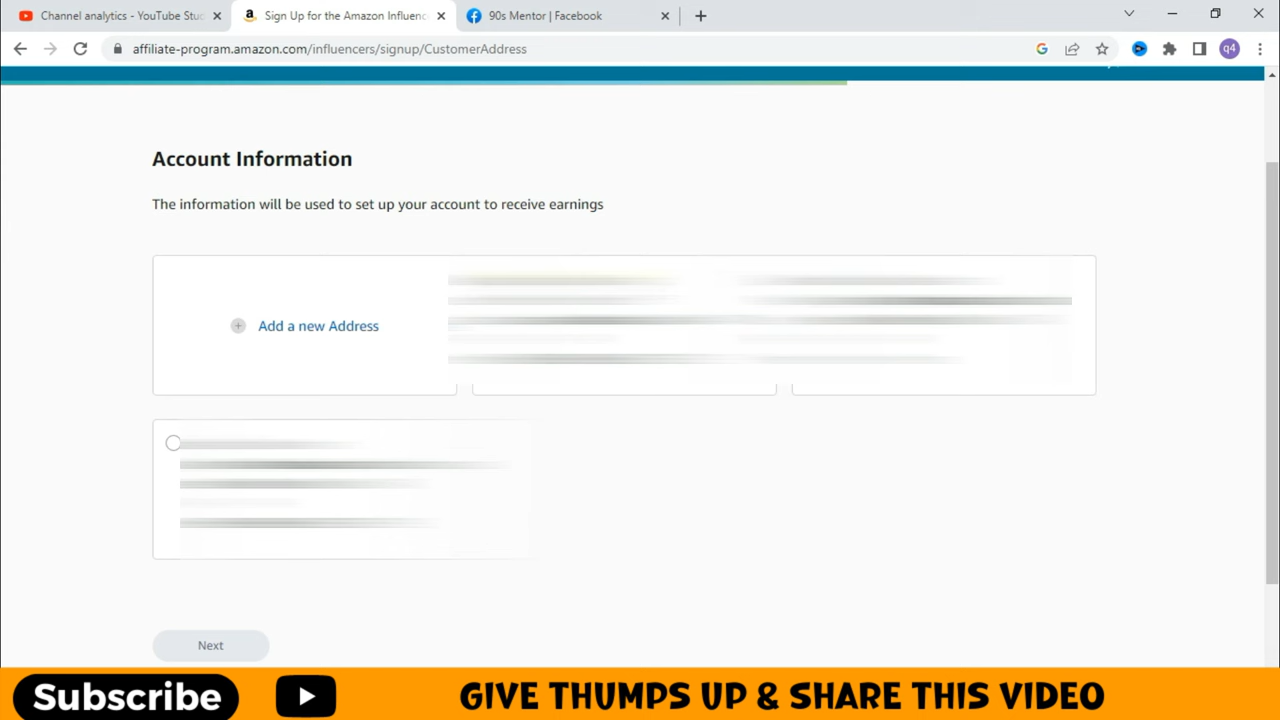 Channel analytics - YouTube Stud
Sign Up for the Amazon Influenc
90s Mentor | Facebook
affiliate-program.amazon.com/influencers/signup/CustomerAddress
q4
Account Information
The information will be used to set up your account to receive earnings
Add a new Address
Next
Subscribe
GIVE THUMPS UP & SHARE THIS VIDEO